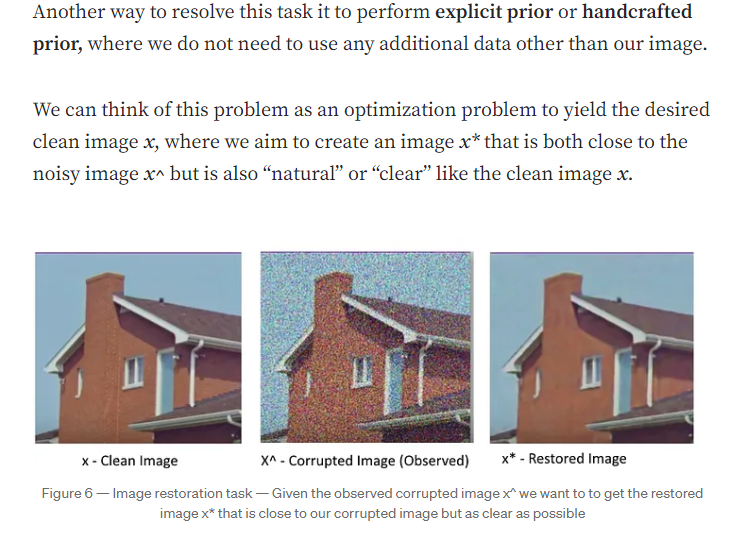 Another way to resolve this task it to perform explicit prior or handcrafted
prior, where we do not need to use any additional data other than our image.
We can think of this problem as an optimization problem to yield the desired
clean image x, where we aim to create an image x* that is both close to the
noisy image x^ but is also “natural” or “clear” like the clean image x.
x - Clean Image
X^ - Corrupted Image (Observed)
x* - Restored Image
Figure 6 — Image restoration task — Given the observed corrupted image x^ we want to to get the restored
image x* that is close to our corrupted image but as clear as possible